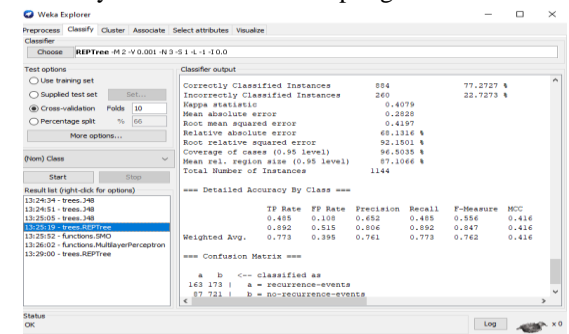 Weka Explorer
Preprocess Classify Cluster Associate Select attributes Visualize
Classifier
Choose REPTree -M 2 -V 0.001 -N 3 -S 1 -L -1 -I 0.0
Test options
Use training set
Supplied test set Set...
Cross-validation Folds 10
Percentage split % 66
More options...
(Nom) Class
Start Stop
Result list (right-click for options)
13:24:34 - trees.J48
13:24:51 - trees.J48
13:25:05 - trees.J48
13:25:19 - trees.REPTree
13:25:52 - functions.SMO
13:26:02 - functions.MultilayerPerceptron
13:29:00 - trees.REPTree
Classifier output
Correctly Classified Instances 884 77.2727 %
Incorrectly Classified Instances 260 22.7273 %
Kappa statistic 0.4079
Mean absolute error 0.2828
Root mean squared error 0.4197
Relative absolute error 68.1316 %
Root relative squared error 92.1501 %
Coverage of cases (0.95 level) 96.5035 %
Mean rel. region size (0.95 level) 87.1066 %
Total Number of Instances 1144
=== Detailed Accuracy By Class ===
TP Rate FP Rate Precision Recall F-Measure MCC
0.485 0.108 0.652 0.485 0.556 0.416
0.892 0.515 0.806 0.892 0.847 0.416
Weighted Avg. 0.773 0.395 0.761 0.773 0.762 0.416
=== Confusion Matrix ===
a b <-- classified as
163 173 | a = recurrence-events
87 721 | b = no-recurrence-events
Status
OK
Log
x 0